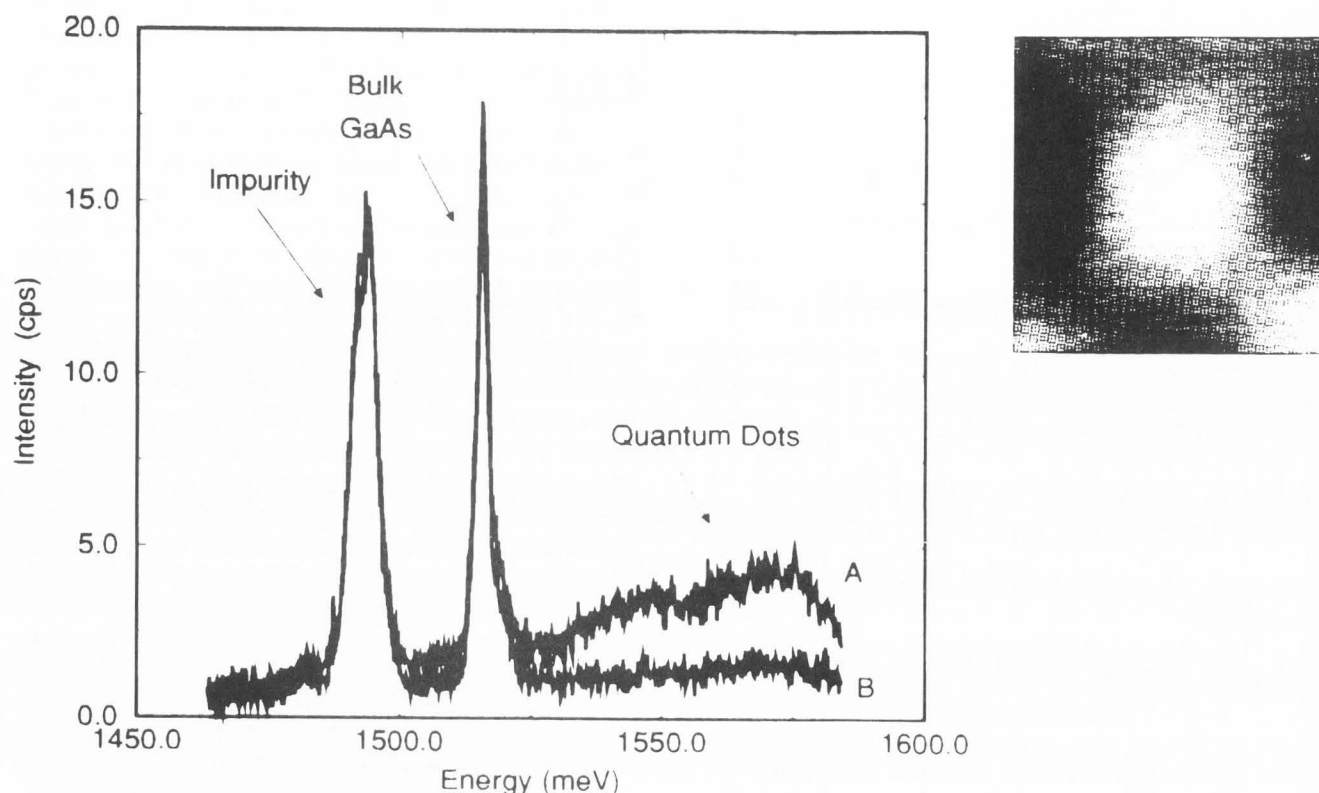 20.0
15.0
10.0
5.0
0.0
Intensity (cps)
Bulk
GaAs
Impurity
Quantum Dots
A
B
1450.0 1500.0 1550.0 1600.0
Energy (meV)